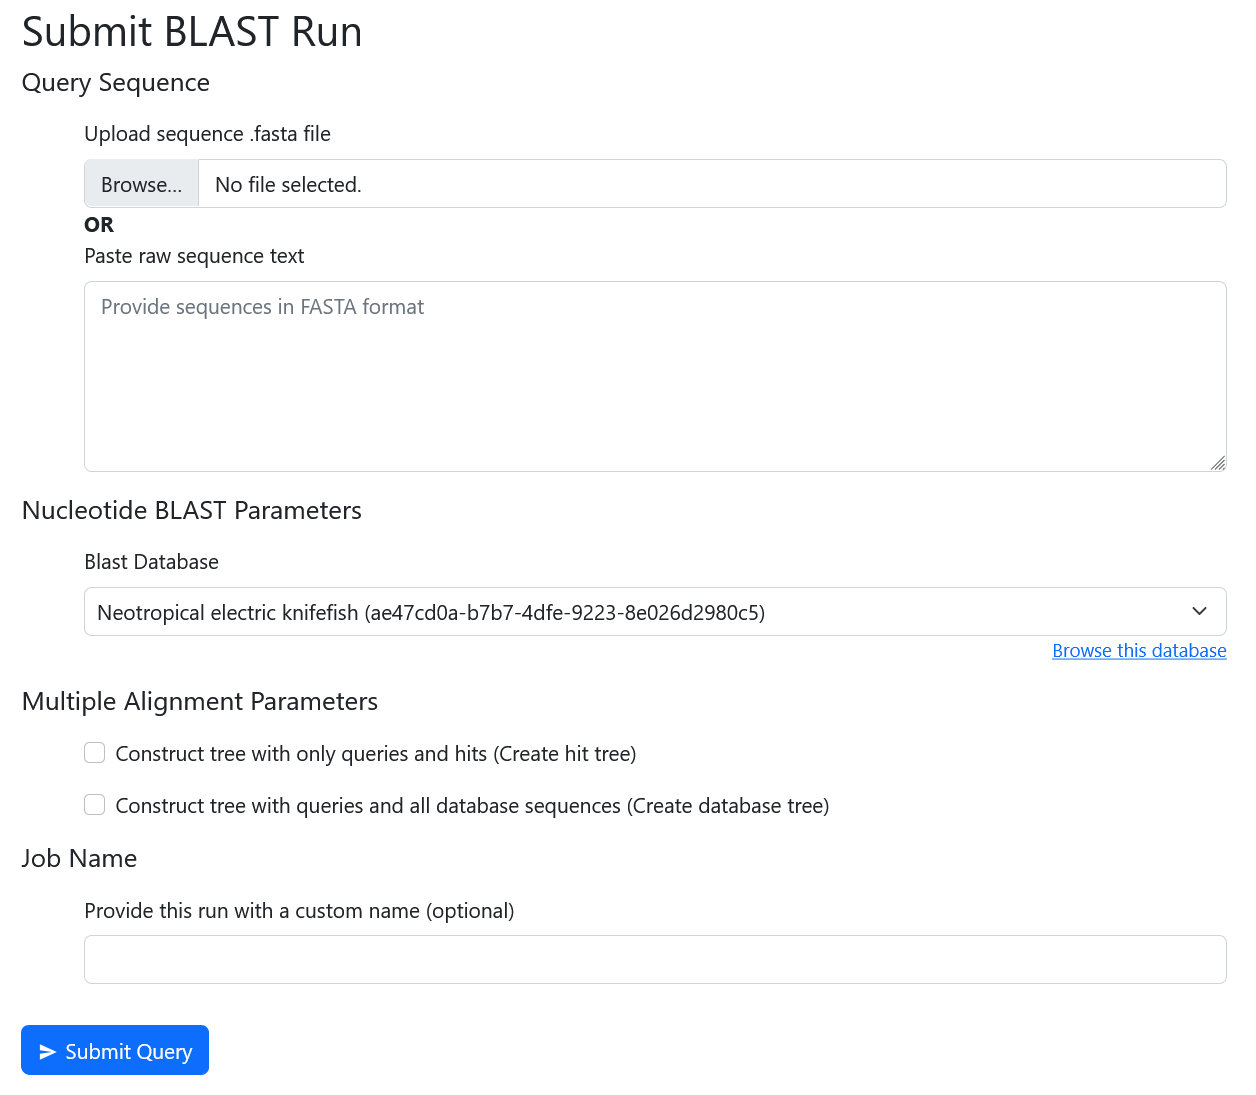 Submit BLAST Run
Query Sequence
Upload sequence .fasta file
Browse... No file selected.
OR
Paste raw sequence text
Provide sequences in FASTA format
Nucleotide BLAST Parameters
Blast Database
Neotropical electric knifefish (ae47cd0a-b7b7-4dfe-9223-8e026d2980c5)
Browse this database
Multiple Alignment Parameters
Construct tree with only queries and hits (Create hit tree)
Construct tree with queries and all database sequences (Create database tree)
Job Name
Provide this run with a custom name (optional)
Submit Query